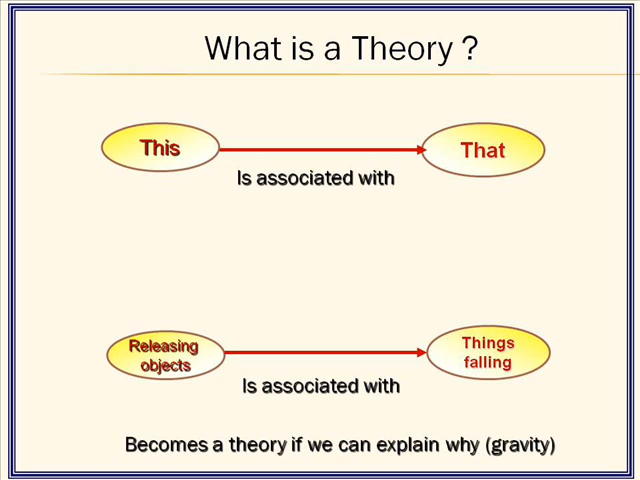 What is a Theory ?
This
That
Is associated with
Releasing
objects
Things
falling
Is associated with
Becomes a theory if we can explain why (gravity)